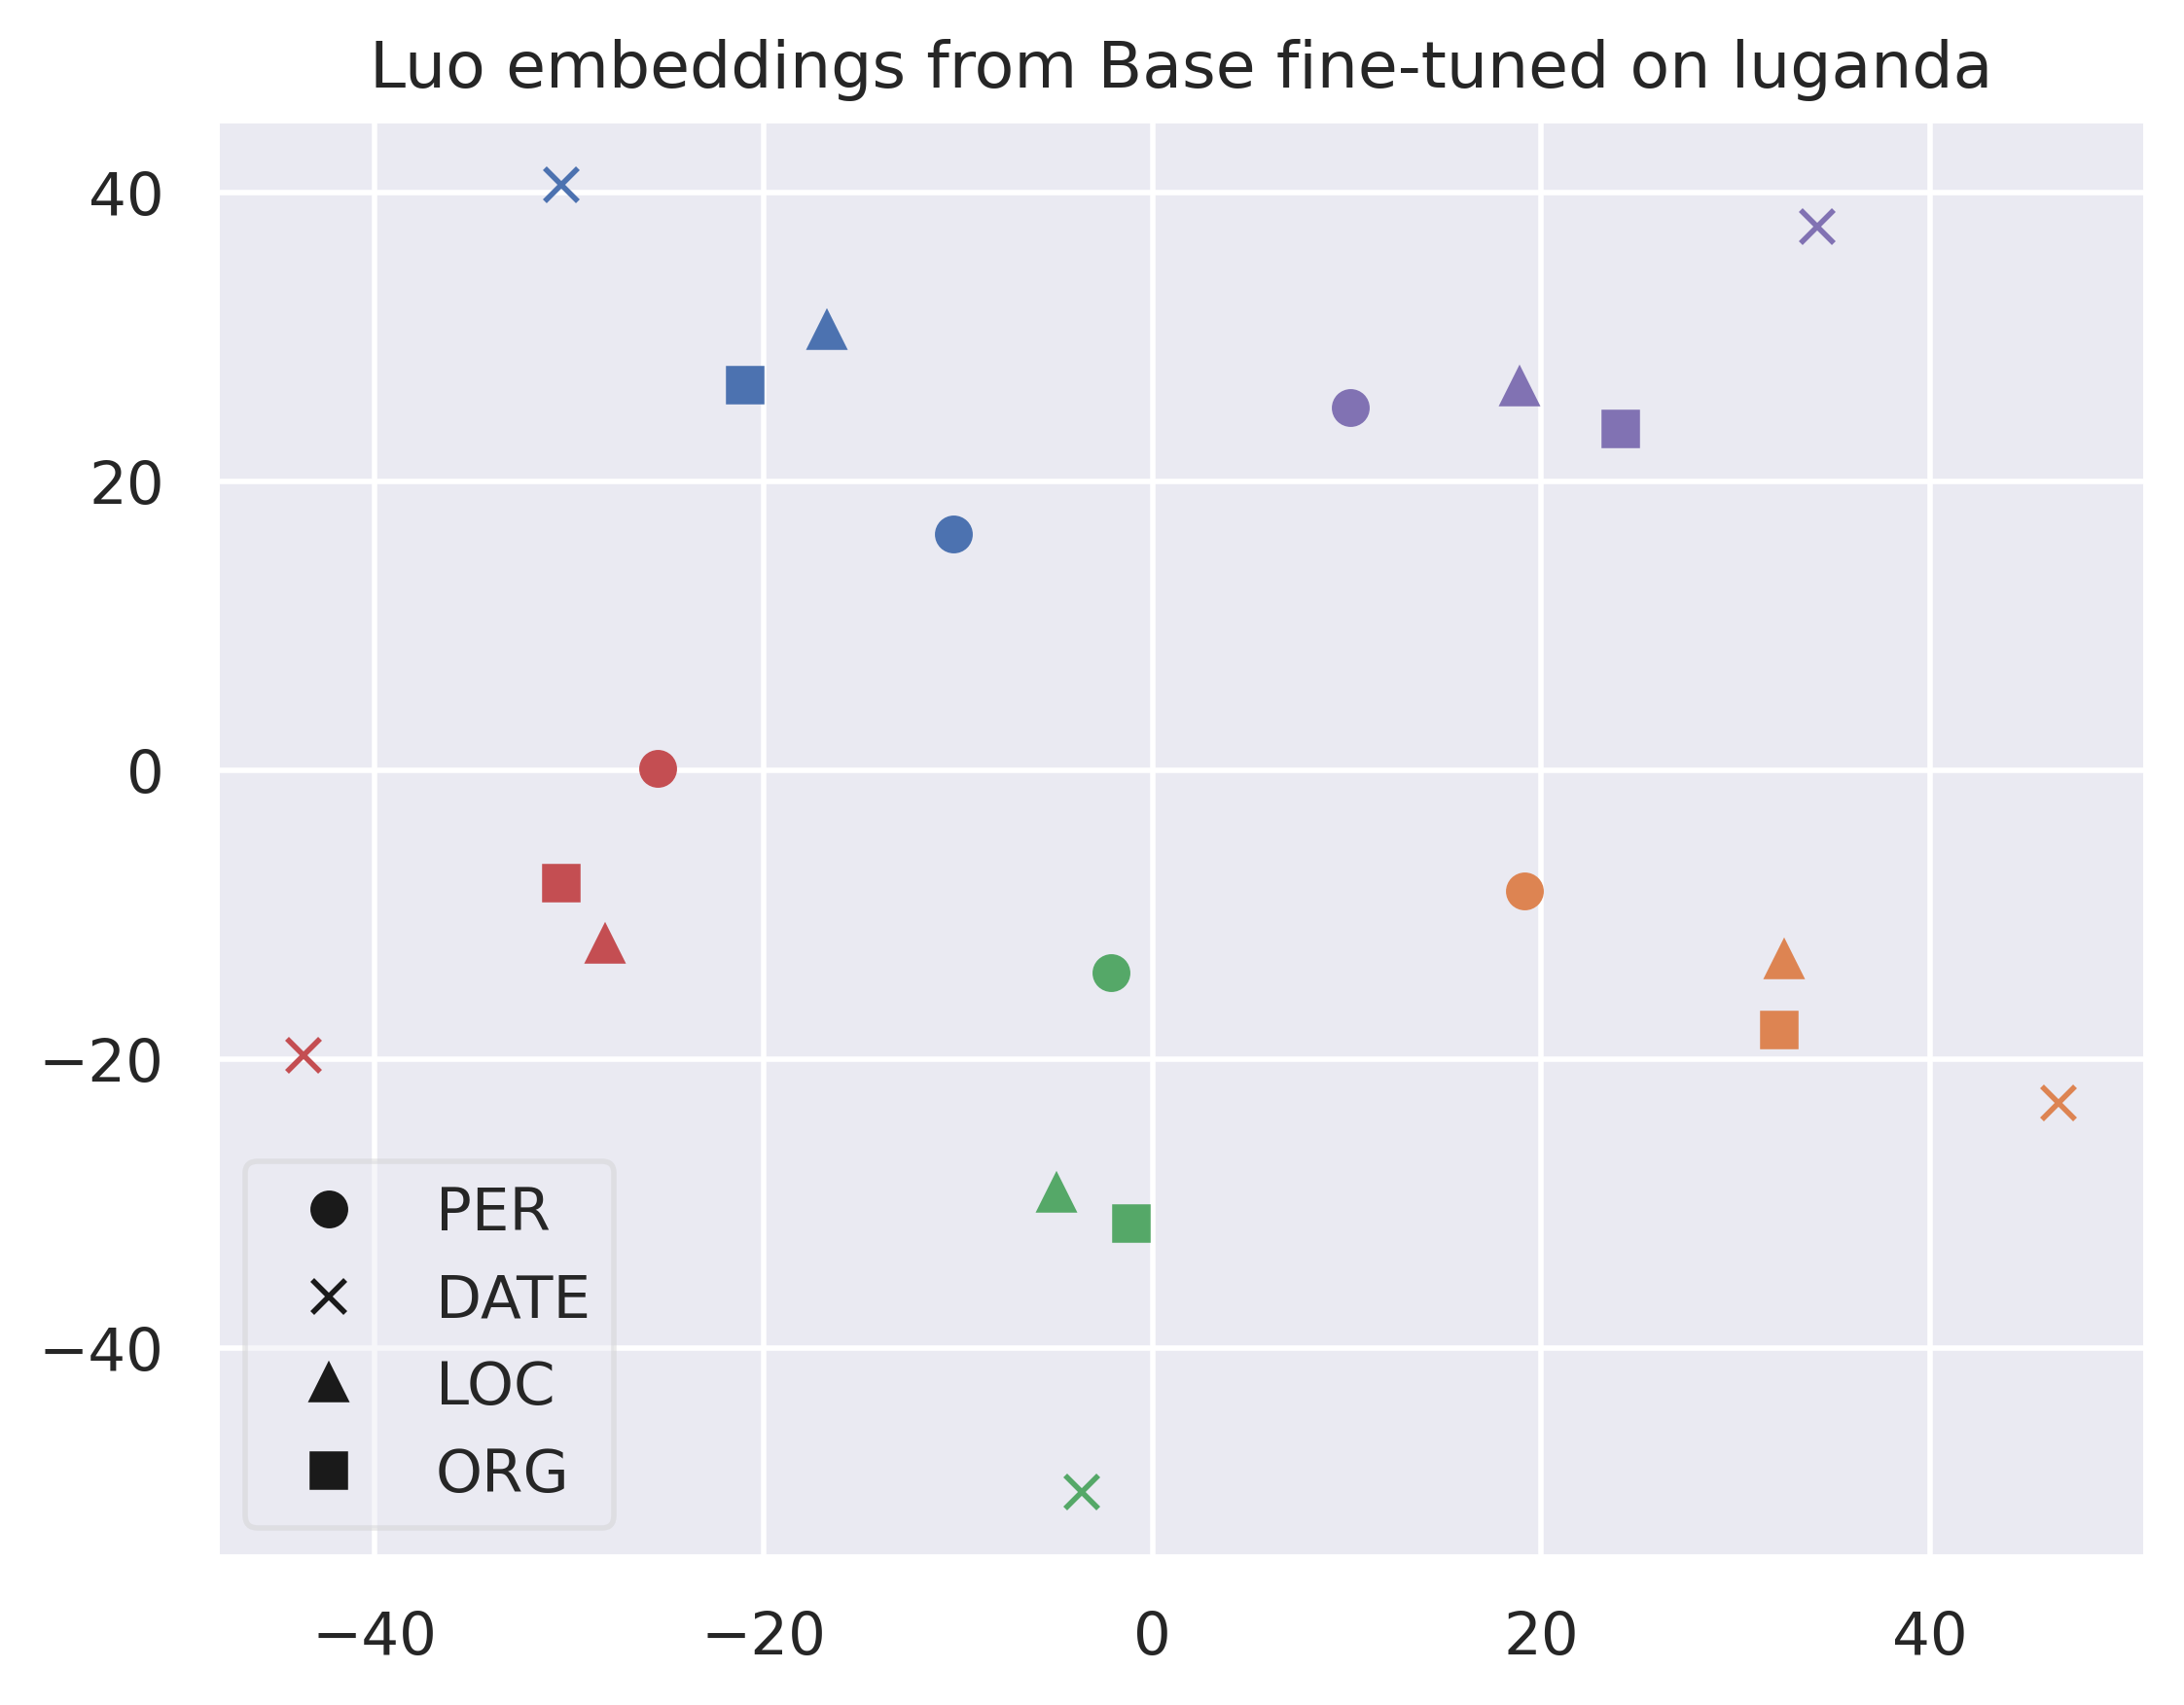 Luo embeddings from Base fine-tuned on luganda
40
20
0
−20
−40
PER
DATE
LOC
ORG
−40 −20 0 20 40